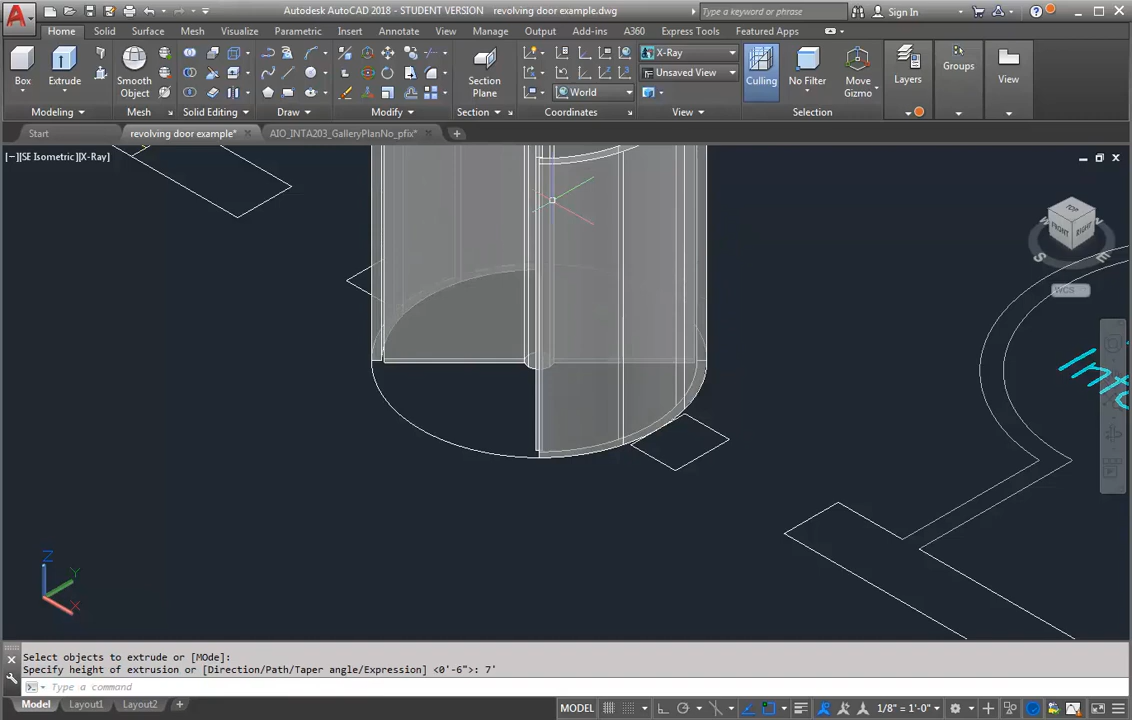 Autodesk AutoCAD 2018 - STUDENT VERSION revolving door example.dwg
Type a keyword or phrase
Sign In
Home Solid Surface Mesh Visualize Parametric Insert Annotate View Manage Output Add-ins A360 Express Tools Featured Apps
Box Extrude Smooth Object Section Plane
X-Ray
Unsaved View
World
Culling No Filter Move Gizmo Layers Groups View
Modeling Mesh Solid Editing Draw Modify Section Coordinates View Selection
Start revolving door example* AIO_INTA203_GalleryPlanNo_pfix*
[−][SE Isometric][X-Ray]
TOP
FRONT RIGHT
W S E
WCS
Int
Z
Y
X
Select objects to extrude or [MOde]:
Specify height of extrusion or [Direction/Path/Taper angle/Expression] <0'-6">: 7'
Type a command
Model Layout1 Layout2 +
MODEL 1/8" = 1'-0"